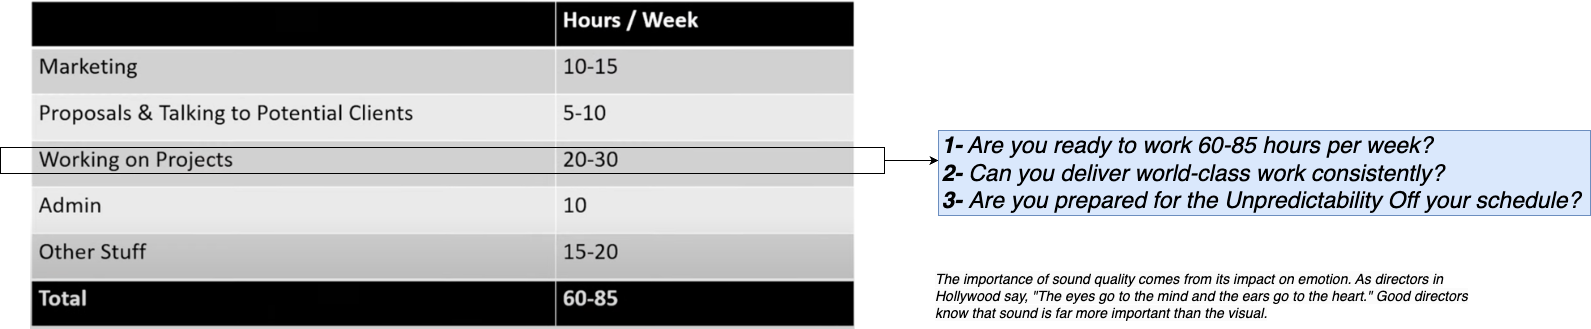 Hours / Week
Marketing 10-15
Proposals & Talking to Potential Clients 5-10
Working on Projects 20-30
Admin 10
Other Stuff 15-20
Total 60-85
1- Are you ready to work 60-85 hours per week?
2- Can you deliver world-class work consistently?
3- Are you prepared for the Unpredictability Off your schedule?
The importance of sound quality comes from its impact on emotion. As directors in
Hollywood say, "The eyes go to the mind and the ears go to the heart." Good directors
know that sound is far more important than the visual.